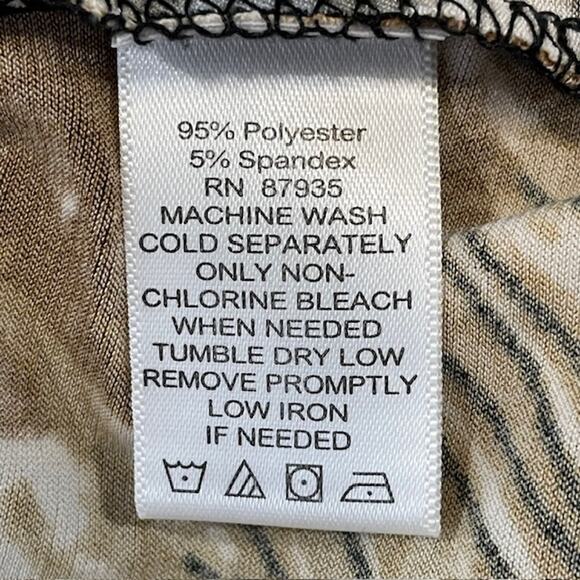 95% Polyester
5% Spandex
RN 87935
MACHINE WASH
COLD SEPARATELY
ONLY NON-
CHLORINE BLEACH
WHEN NEEDED
TUMBLE DRY LOW
REMOVE PROMPTLY
LOW IRON
IF NEEDED